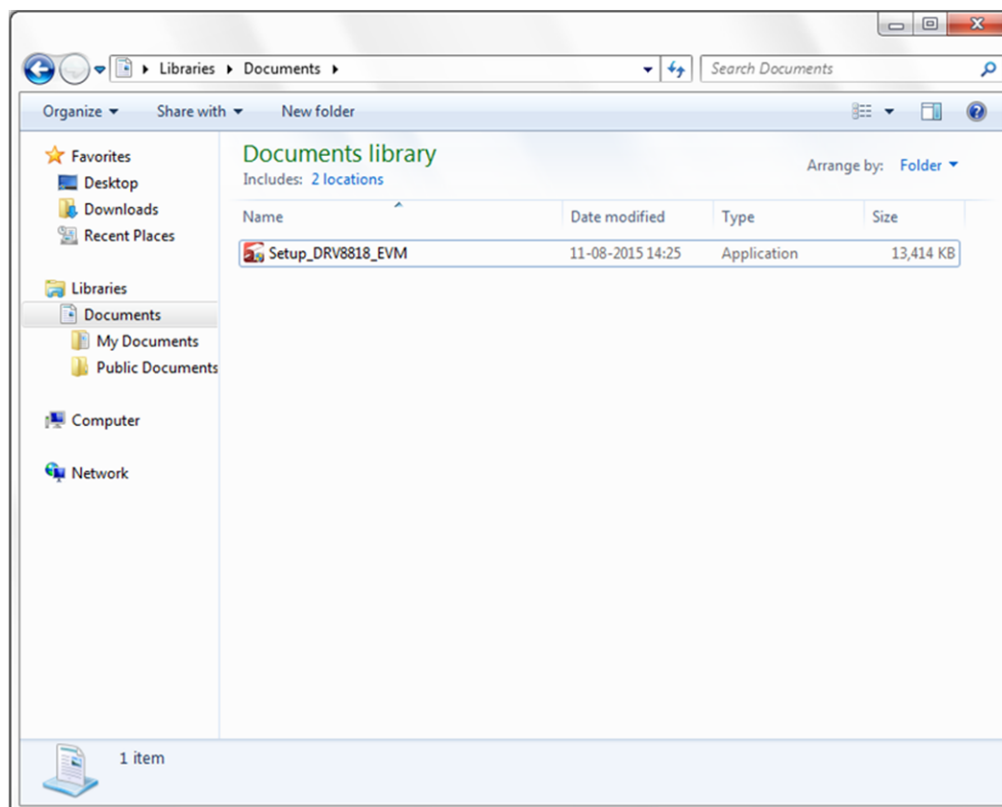 Libraries Documents
Search Documents
Organize Share with New folder
Favorites
Desktop
Downloads
Recent Places
Libraries
Documents
My Documents
Public Documents
Computer
Network
Documents library
Includes: 2 locations
Arrange by: Folder
Name Date modified Type Size
Setup_DRV8818_EVM 11-08-2015 14:25 Application 13,414 KB
1 item